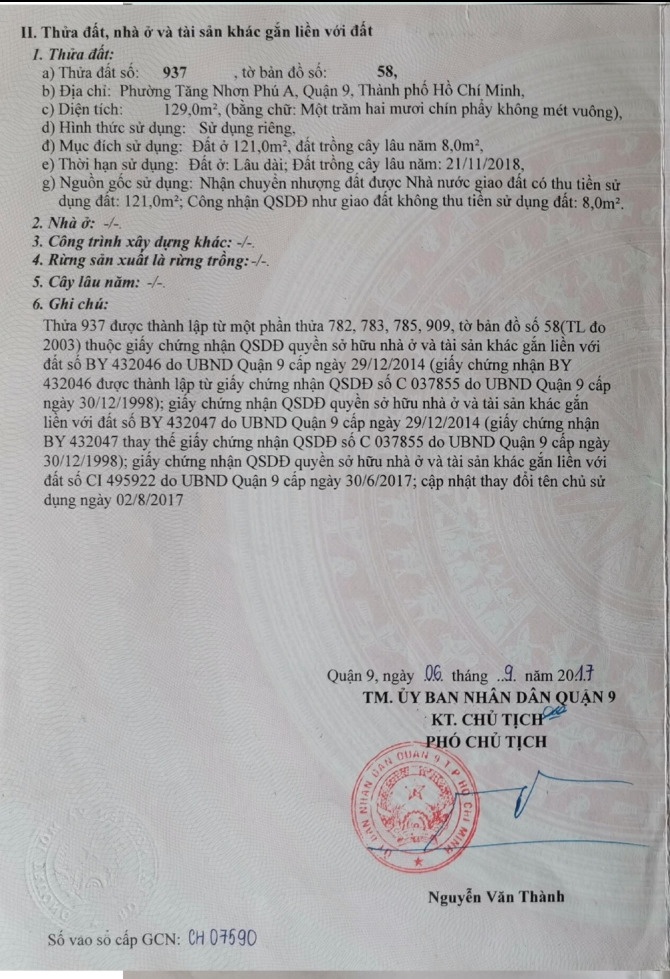 II. Thửa đất, nhà ở và tài sản khác gắn liền với đất
1. Thửa đất:
a) Thửa đất số: 937 , tờ bản đồ số: 58,
b) Địa chỉ: Phường Tăng Nhơn Phú A, Quận 9, Thành phố Hồ Chí Minh,
c) Diện tích: 129,0m², (bằng chữ: Một trăm hai mươi chín phẩy không mét vuông),
d) Hình thức sử dụng: Sử dụng riêng,
đ) Mục đích sử dụng: Đất ở 121,0m², đất trồng cây lâu năm 8,0m²,
e) Thời hạn sử dụng: Đất ở: Lâu dài; Đất trồng cây lâu năm: 21/11/2018,
g) Nguồn gốc sử dụng: Nhận chuyển nhượng đất được Nhà nước giao đất có thu tiền sử
dụng đất: 121,0m²; Công nhận QSDĐ như giao đất không thu tiền sử dụng đất: 8,0m².
2. Nhà ở: -/-.
3. Công trình xây dựng khác: -/-.
4. Rừng sản xuất là rừng trồng: -/-.
5. Cây lâu năm: -/-.
6. Ghi chú:
Thửa 937 được thành lập từ một phần thửa 782, 783, 785, 909, tờ bản đồ số 58(TL đo
2003) thuộc giấy chứng nhận QSDĐ quyền sở hữu nhà ở và tài sản khác gắn liền với
đất số BY 432046 do UBND Quận 9 cấp ngày 29/12/2014 (giấy chứng nhận BY
432046 được thành lập từ giấy chứng nhận QSDĐ số C 037855 do UBND Quận 9 cấp
ngày 30/12/1998); giấy chứng nhận QSDĐ quyền sở hữu nhà ở và tài sản khác gắn
liền với đất số BY 432047 do UBND Quận 9 cấp ngày 29/12/2014 (giấy chứng nhận
BY 432047 thay thế giấy chứng nhận QSDĐ số C 037855 do UBND Quận 9 cấp ngày
30/12/1998); giấy chứng nhận QSDĐ quyền sở hữu nhà ở và tài sản khác gắn liền với
đất số CI 495922 do UBND Quận 9 cấp ngày 30/6/2017; cập nhật thay đổi tên chủ sử
dụng ngày 02/8/2017
Quận 9, ngày 06 tháng 9 năm 2017
TM. ỦY BAN NHÂN DÂN QUẬN 9
KT. CHỦ TỊCH
PHÓ CHỦ TỊCH
ỦY BAN NHÂN DÂN QUẬN 9 T.P HỒ CHÍ MINH
Nguyễn Văn Thành
Số vào sổ cấp GCN: CH 07590